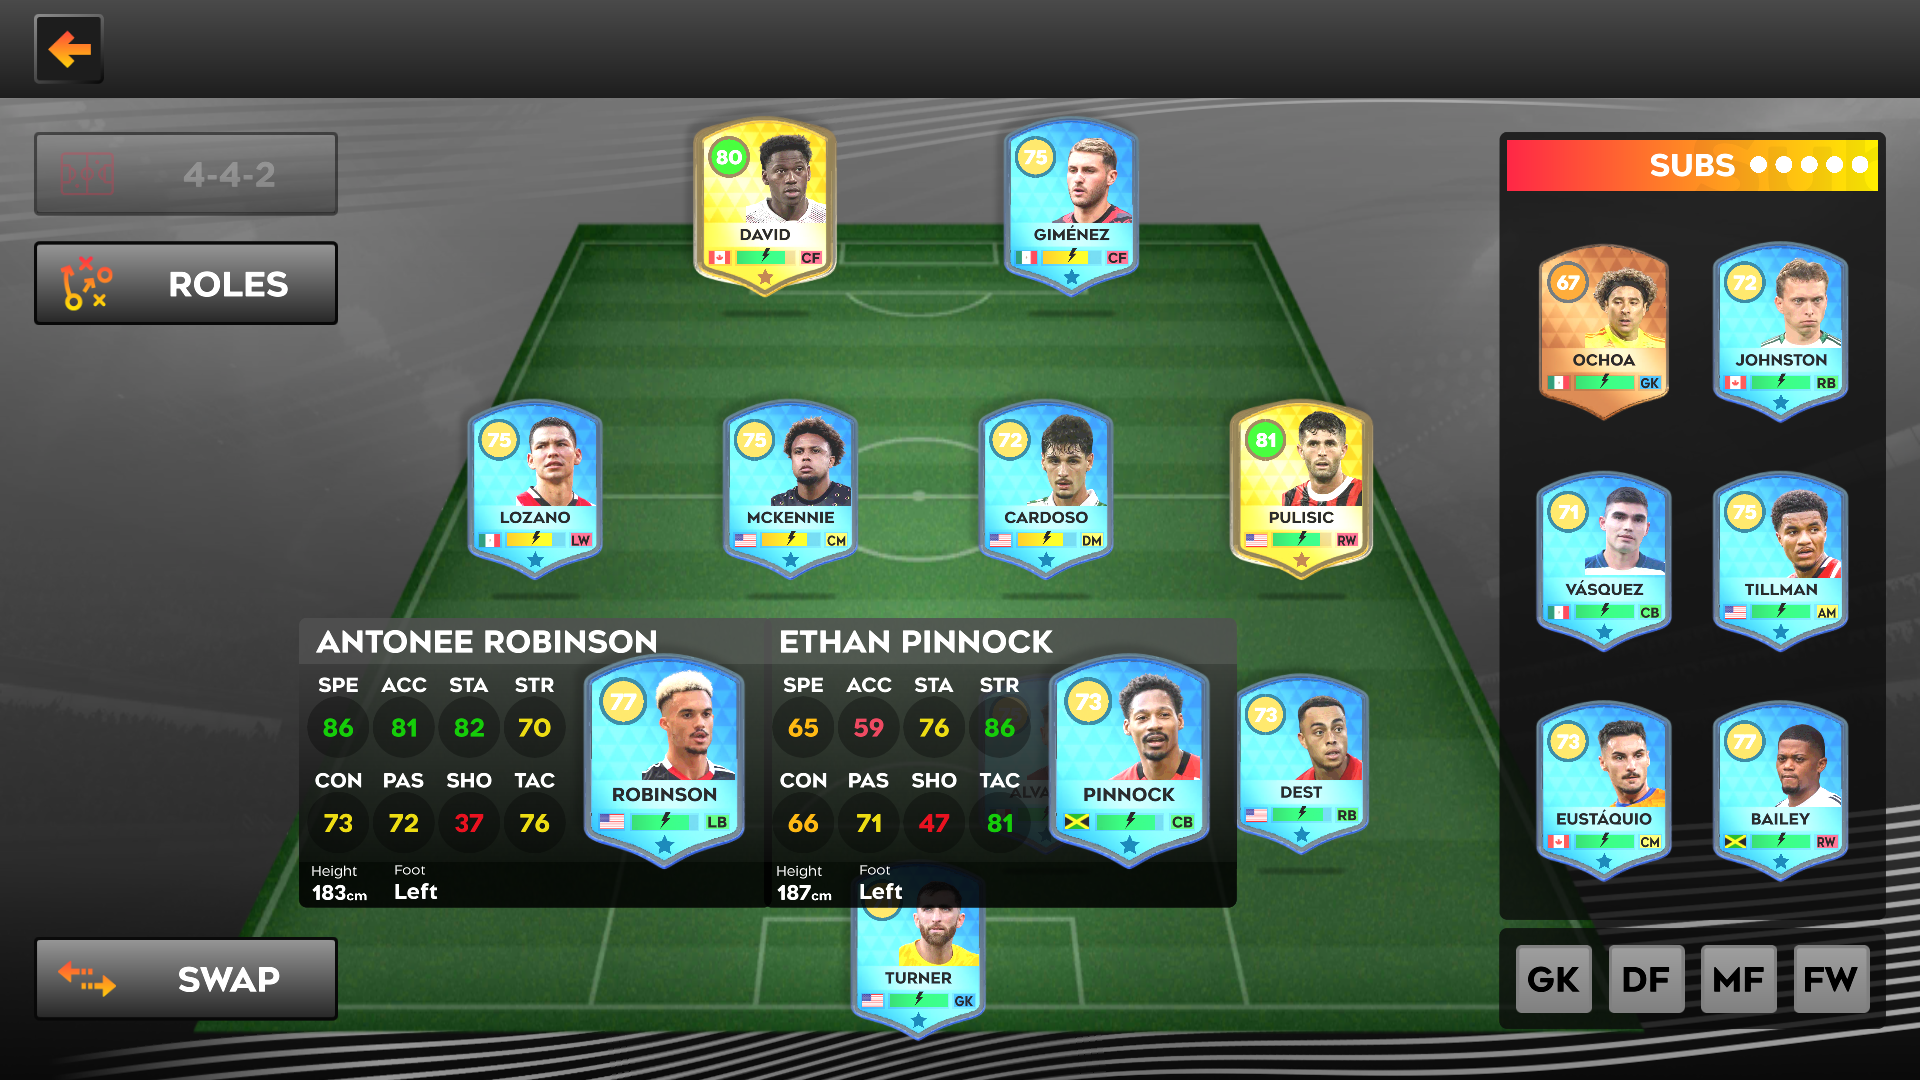 4-4-2
ROLES
SUBS
80
DAVID
CF
75
GIMÉNEZ
CF
75
LOZANO
LW
75
MCKENNIE
CM
72
CARDOSO
DM
81
PULISIC
RW
ANTONEE ROBINSON
SPE ACC STA STR
86 81 82 70
CON PAS SHO TAC
73 72 37 76
Height Foot
183cm Left
77
ROBINSON
LB
ETHAN PINNOCK
SPE ACC STA STR
65 59 76 86
CON PAS SHO TAC
66 71 47 81
Height Foot
187cm Left
73
PINNOCK
CB
73
DEST
RB
TURNER
GK
67
OCHOA
GK
72
JOHNSTON
RB
71
VÁSQUEZ
CB
75
TILLMAN
AM
73
EUSTÁQUIO
CM
77
BAILEY
RW
SWAP
GK DF MF FW